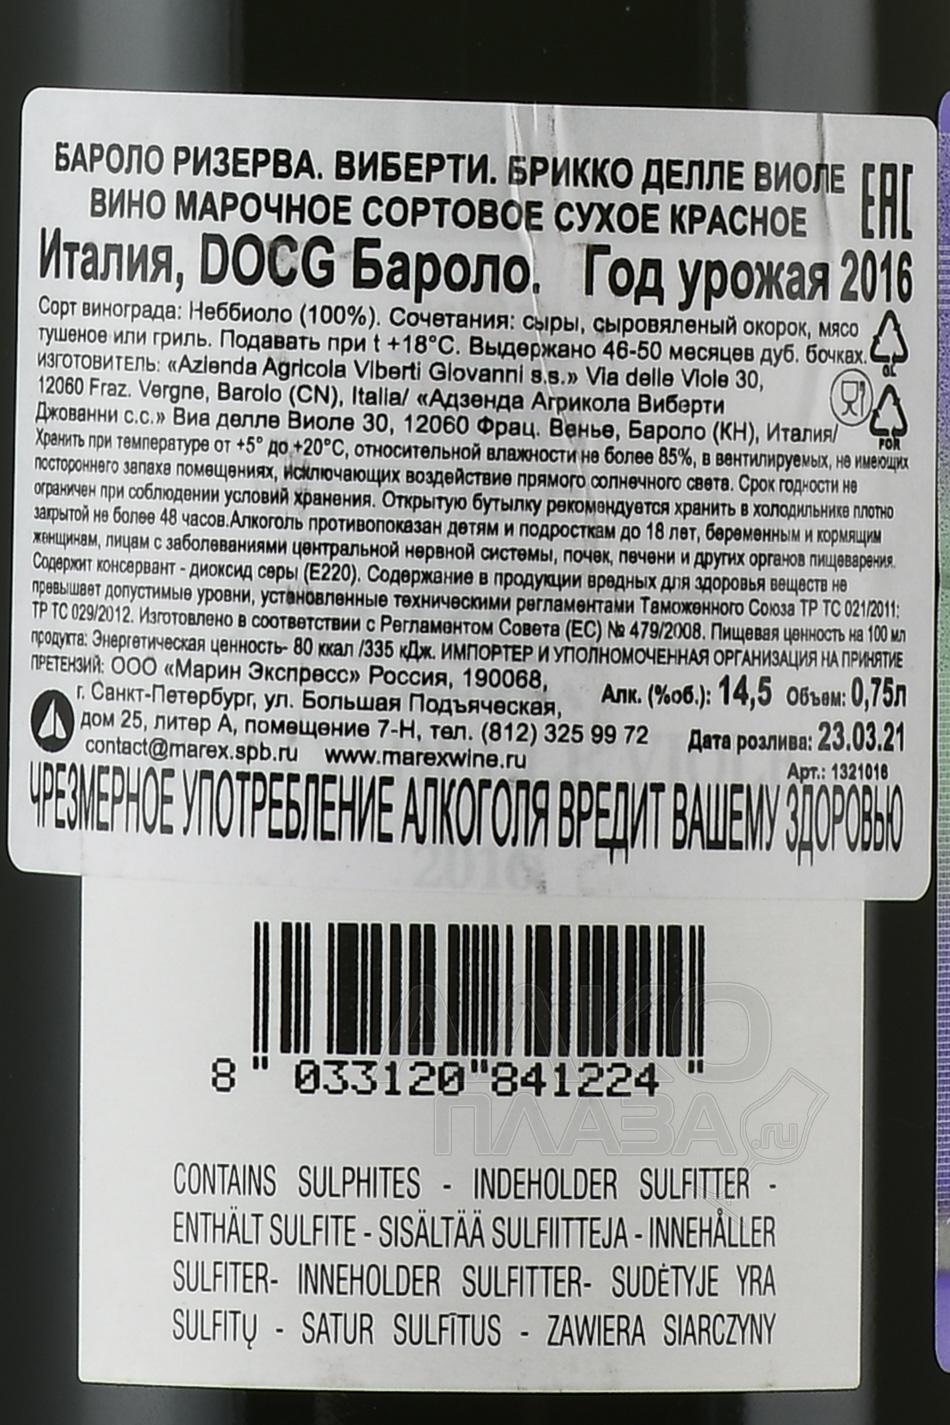 БАРОЛО РИЗЕРВА. ВИБЕРТИ. БРИККО ДЕЛЛЕ ВИОЛЕ
ВИНО МАРОЧНОЕ СОРТОВОЕ СУХОЕ КРАСНОЕ
EAC
Италия, DOCG Бароло. Год урожая 2016
Сорт винограда: Неббиоло (100%). Сочетания: сыры, сыровяленый окорок, мясо
тушеное или гриль. Подавать при t +18°C. Выдержано 46-50 месяцев дуб. бочках.
GL
ИЗГОТОВИТЕЛЬ: «Azienda Agricola Viberti Giovanni s.s.» Via delle Viole 30,
12060 Fraz. Vergne, Barolo (CN), Italia/ «Адзенда Агрикола Виберти
Джованни с.с.» Виа делле Виоле 30, 12060 Фрац. Венье, Бароло (КН), Италия/
FOR
Хранить при температуре от +5° до +20°C, относительной влажности не более 85%, в вентилируемых, не имеющих
постороннего запаха помещениях, исключающих воздействие прямого солнечного света. Срок годности не
ограничен при соблюдении условий хранения. Открытую бутылку рекомендуется хранить в холодильнике плотно
закрытой не более 48 часов.Алкоголь противопоказан детям и подросткам до 18 лет, беременным и кормящим
женщинам, лицам с заболеваниями центральной нервной системы, почек, печени и других органов пищеварения.
Содержит консервант - диоксид серы (E220). Содержание в продукции вредных для здоровья веществ не
превышает допустимые уровни, установленные техническими регламентами Таможенного Союза ТР ТС 021/2011:
ТР ТС 029/2012. Изготовлено в соответствии с Регламентом Совета (ЕС) № 479/2008. Пищевая ценность на 100 мл
продукта: Энергетическая ценность- 80 ккал /335 кДж. ИМПОРТЕР И УПОЛНОМОЧЕННАЯ ОРГАНИЗАЦИЯ НА ПРИНЯТИЕ
ПРЕТЕНЗИЙ: ООО «Марин Экспресс» Россия, 190068,
г. Санкт-Петербург, ул. Большая Подъяческая,
дом 25, литер А, помещение 7-Н, тел. (812) 325 99 72
contact@marex.spb.ru www.marexwine.ru
Алк. (%об.): 14,5 Объем: 0,75л
Дата розлива: 23.03.21
Арт.: 1321016
ЧРЕЗМЕРНОЕ УПОТРЕБЛЕНИЕ АЛКОГОЛЯ ВРЕДИТ ВАШЕМУ ЗДОРОВЬЮ
2016
8 "033120"841224"
АЛКО
ПЛАЗА.ru
CONTAINS SULPHITES - INDEHOLDER SULFITTER -
ENTHÄLT SULFITE - SISÄLTÄÄ SULFIITTEJA - INNEHÅLLER
SULFITER- INNEHOLDER SULFITTER- SUDĖTYJE YRA
SULFITŲ - SATUR SULFĪTUS - ZAWIERA SIARCZYNY